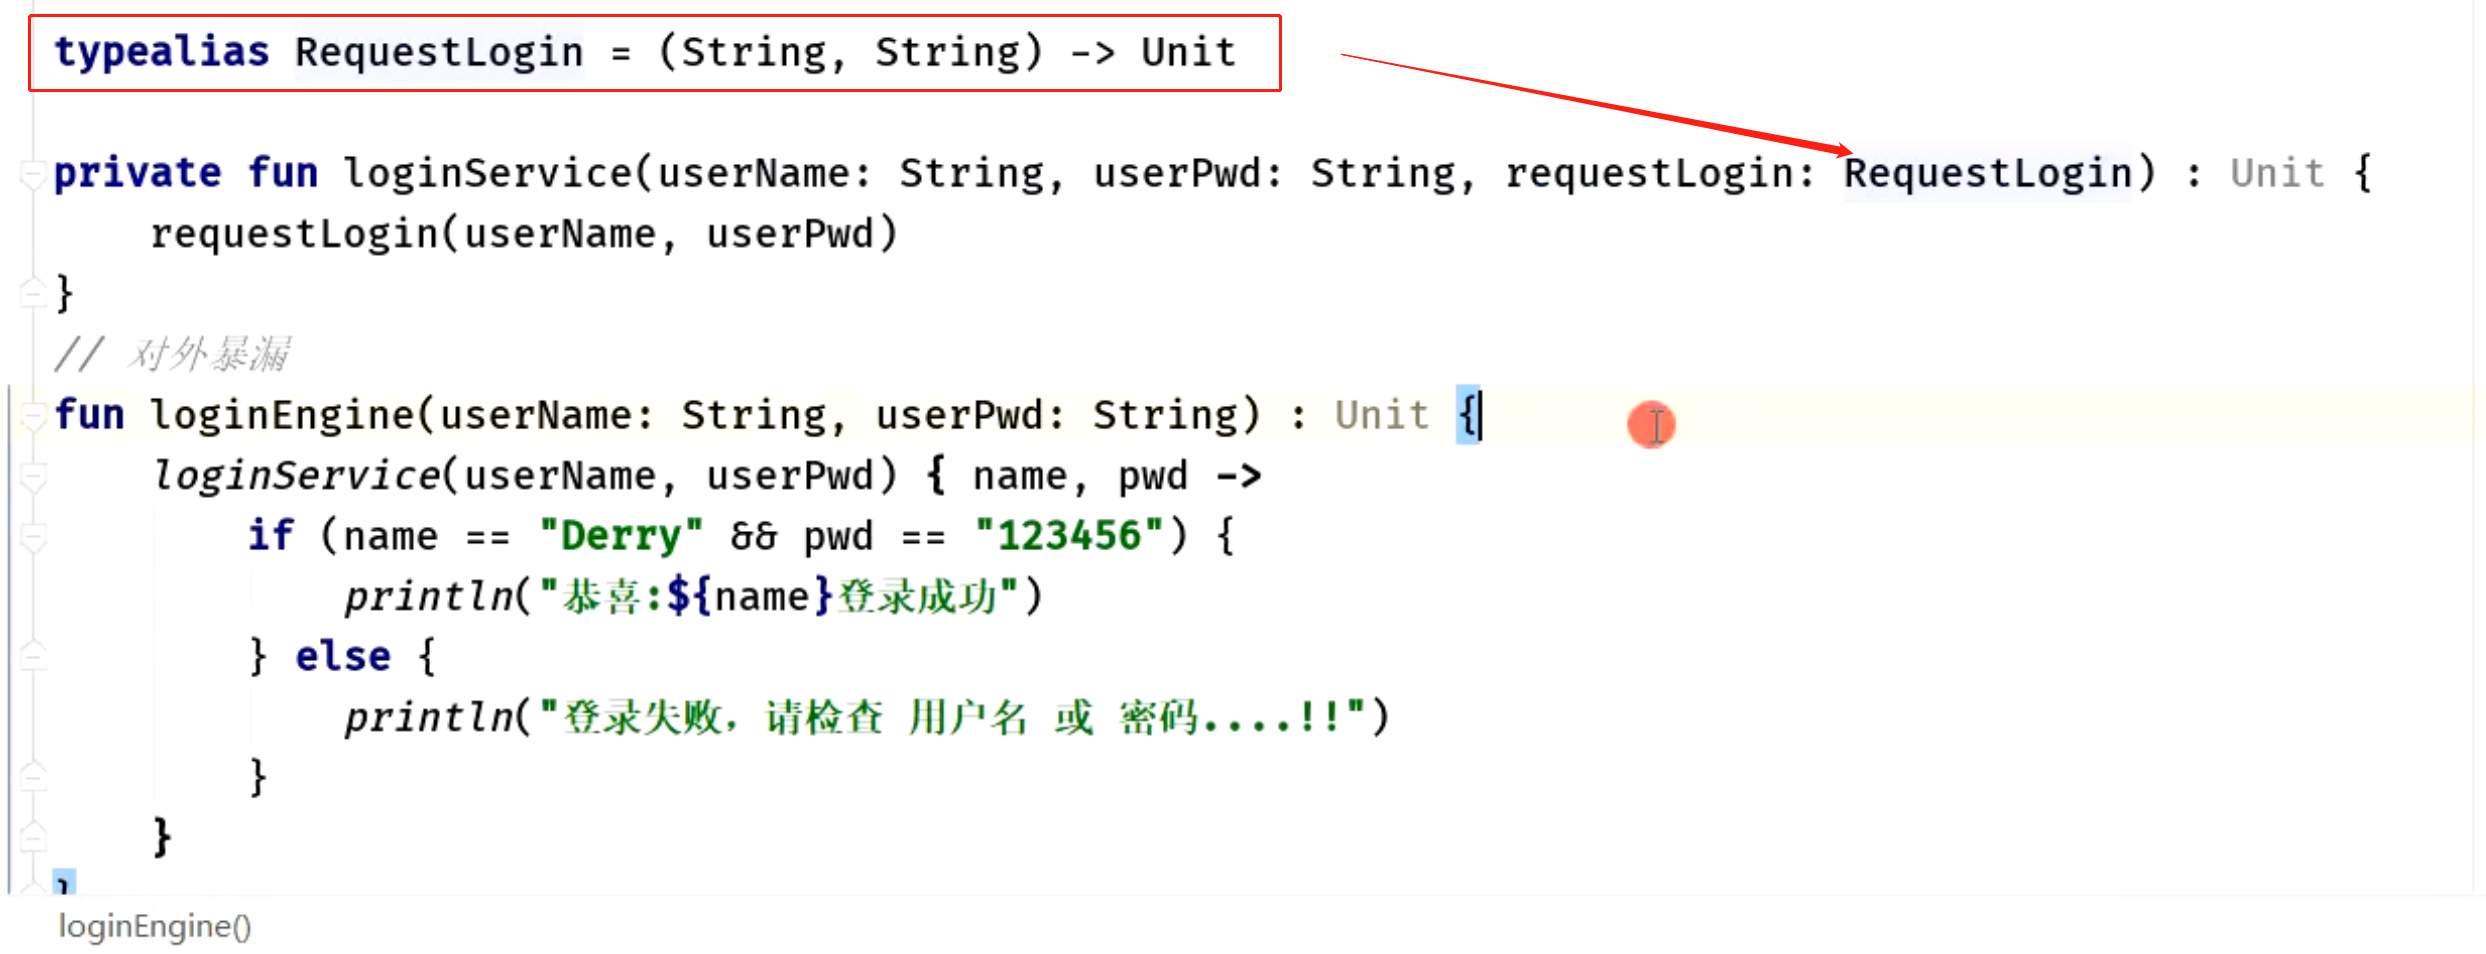 typealias RequestLogin = (String, String) -> Unit
private fun loginService(userName: String, userPwd: String, requestLogin: RequestLogin) : Unit {
    requestLogin(userName, userPwd)
}
// 对外暴漏
fun loginEngine(userName: String, userPwd: String) : Unit {
    loginService(userName, userPwd) { name, pwd ->
        if (name == "Derry" && pwd == "123456") {
            println("恭喜:${name}登录成功")
        } else {
            println("登录失败，请检查 用户名 或 密码....!!")
        }
    }
}
loginEngine()